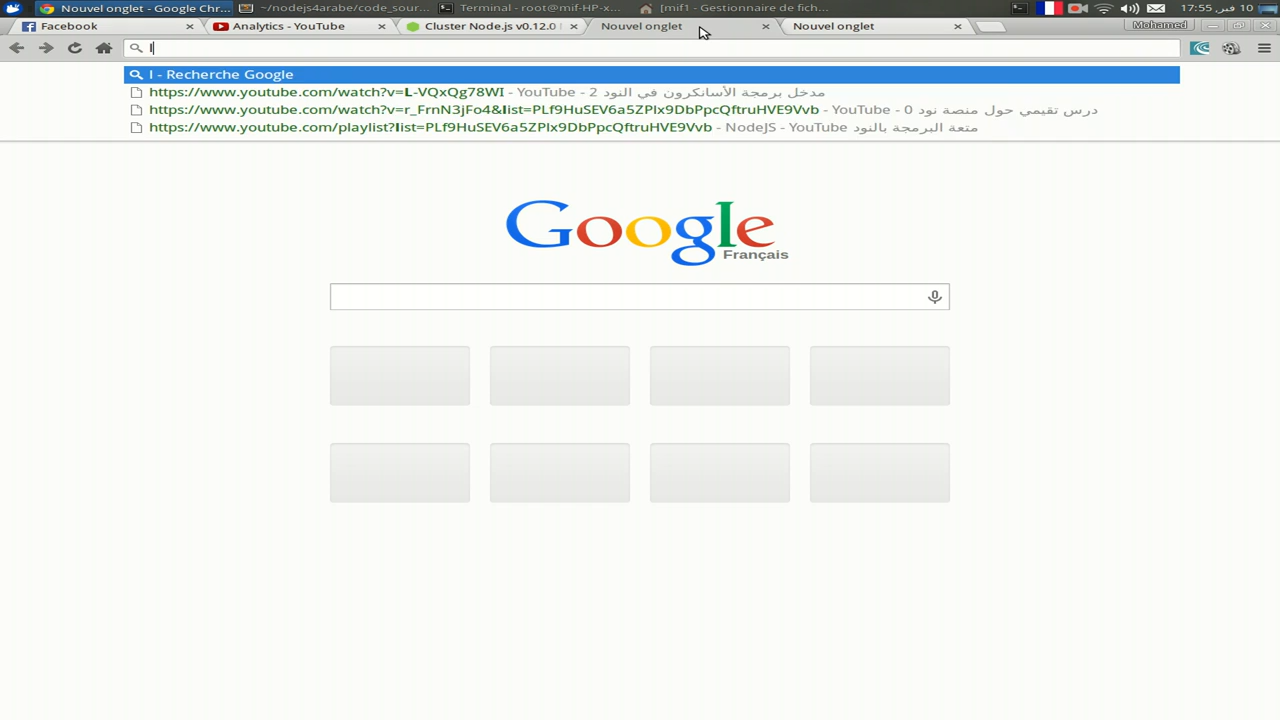 Nouvel onglet - Google Chr... ~/nodejs4arabe/code_sour... Terminal - root@mif-HP-x... [mif1 - Gestionnaire de fich... 17:55 فبر, 10
Facebook Analytics - YouTube Cluster Node.js v0.12.0 Nouvel onglet Nouvel onglet Mohamed
l
l - Recherche Google
https://www.youtube.com/watch?v=L-VQxQg78WI - YouTube - مدخل برمجة الأسانكرون في النود 2
https://www.youtube.com/watch?v=r_FrnN3jFo4&list=PLf9HuSEV6a5ZPIx9DbPpcQftruHVE9Vvb - YouTube - درس تقيمي حول منصة نود 0
https://www.youtube.com/playlist?list=PLf9HuSEV6a5ZPIx9DbPpcQftruHVE9Vvb - NodeJS - YouTube متعة البرمجة بالنود
Google
Français